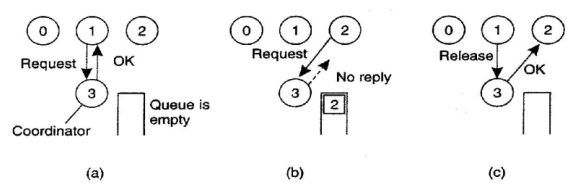 0 1 2
Request OK
3
Queue is
empty
Coordinator
(a)
0 1 2
Request
No reply
3
2
(b)
0 1 2
Release
OK
3
(c)